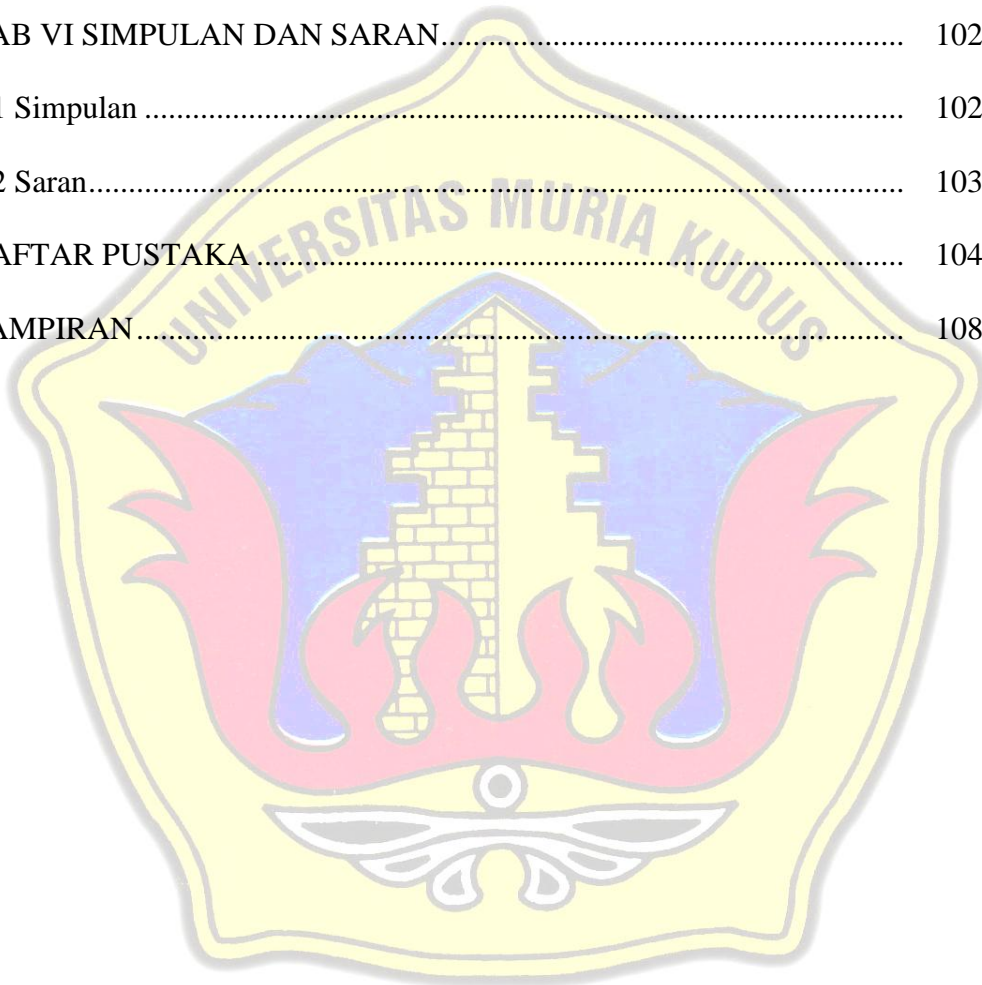 AB VI SIMPULAN DAN SARAN........................................................ 102
1 Simpulan ............................................................................................. 102
2 Saran.................................................................................................... 103
AFTAR PUSTAKA ............................................................................... 104
AMPIRAN............................................................................................. 108
UNIVERSITAS MURIA KUDUS